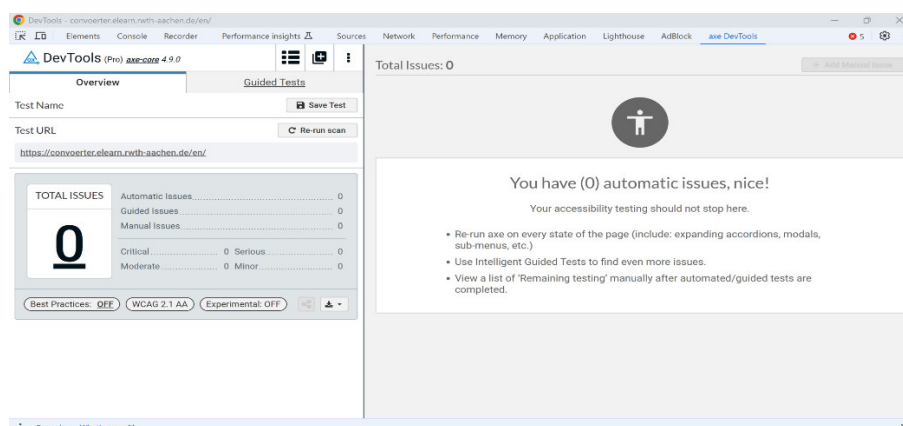 DevTools - convoerter.elearn.rwth-aachen.de/en/
Elements Console Recorder Performance insights Sources Network Performance Memory Application Lighthouse AdBlock axe DevTools 5
DevTools (Pro) axe-core 4.9.0
Overview Guided Tests
Test Name Save Test
Test URL Re-run scan
https://convoerter.elearn.rwth-aachen.de/en/
TOTAL ISSUES
0
Automatic Issues 0
Guided Issues 0
Manual Issues 0
Critical 0 Serious 0
Moderate 0 Minor 0
Best Practices: OFF WCAG 2.1 AA Experimental: OFF
Total Issues: 0 + Add Manual Issue
You have (0) automatic issues, nice!
Your accessibility testing should not stop here.
• Re-run axe on every state of the page (include: expanding accordions, modals,
sub-menus, etc.)
• Use Intelligent Guided Tests to find even more issues.
• View a list of 'Remaining testing' manually after automated/guided tests are
completed.